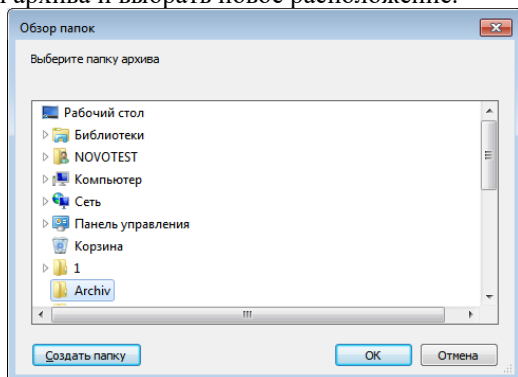 архива и выбрать новое расположение.
Обзор папок
Выберите папку архива
Рабочий стол
Библиотеки
NOVOTEST
Компьютер
Сеть
Панель управления
Корзина
1
Archiv
Создать папку
OK
Отмена